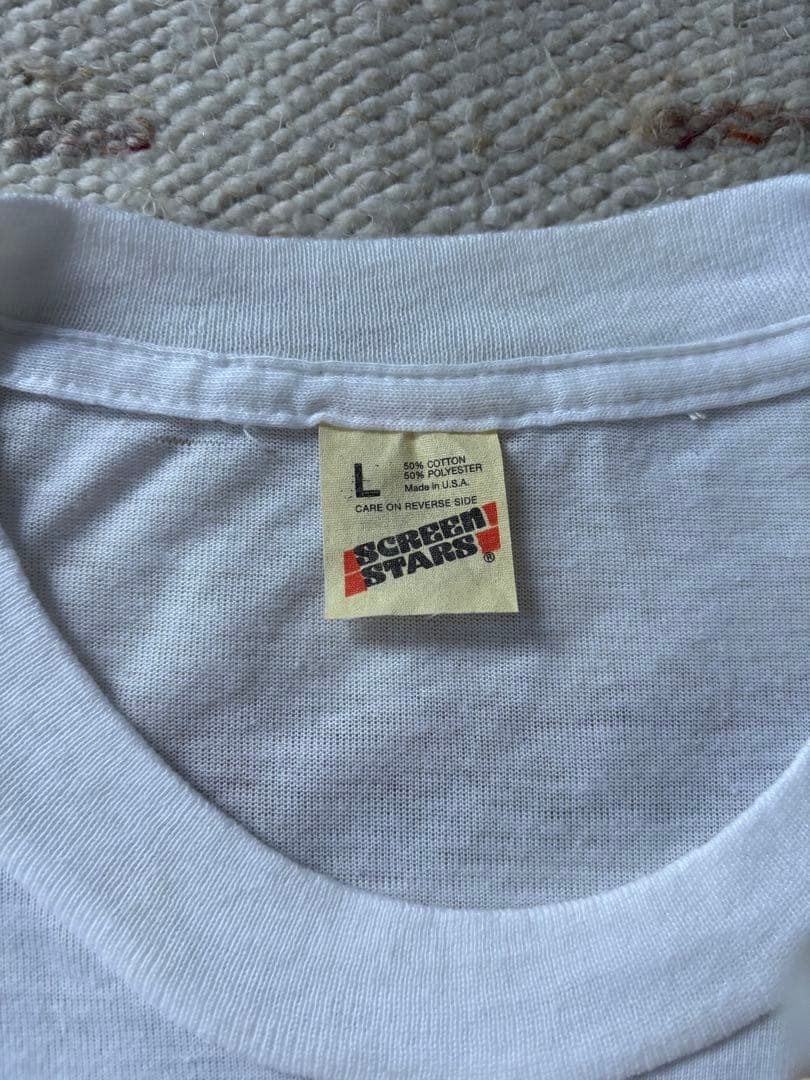 L
50% COTTON
50% POLYESTER
Made in U.S.A.
CARE ON REVERSE SIDE
SCREEN
STARS®